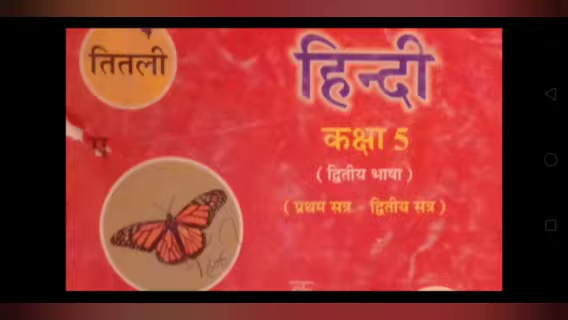 तितली
हिन्दी
कक्षा 5
( द्वितीय भाषा )
( प्रथम सत्र - द्वितीय सत्र )